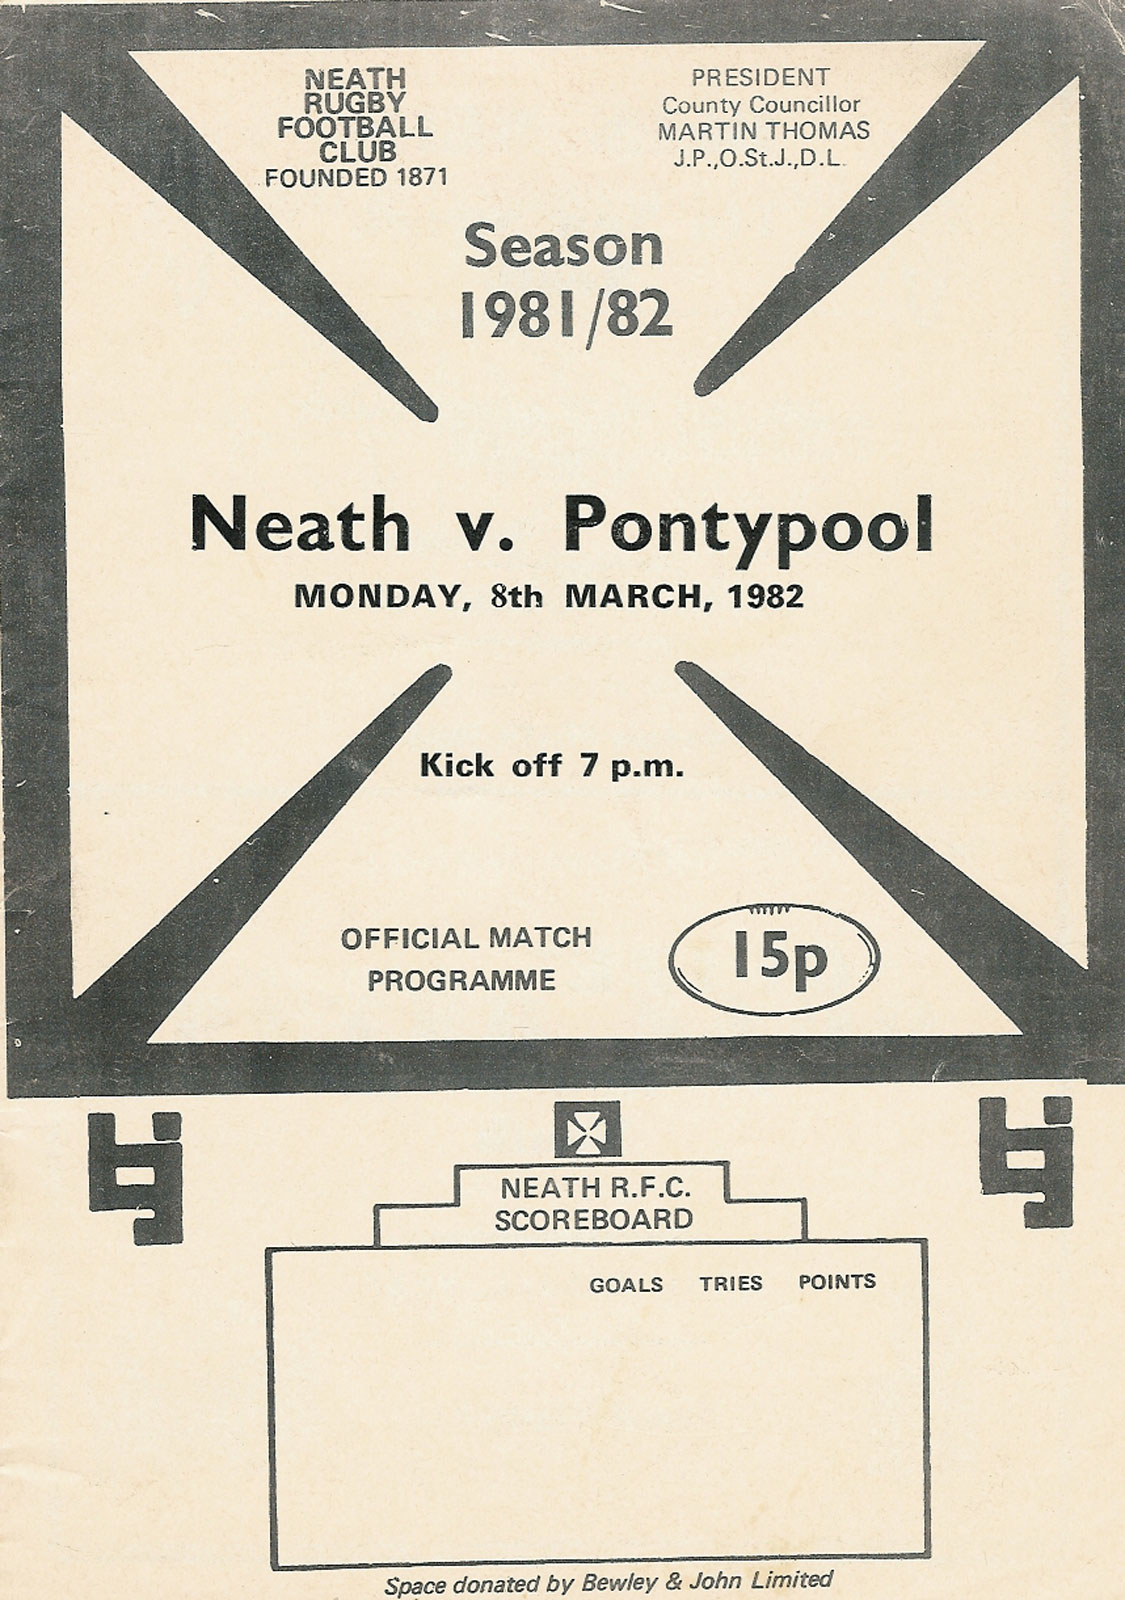 NEATH
RUGBY
FOOTBALL
CLUB
FOUNDED 1871
PRESIDENT
County Councillor
MARTIN THOMAS
J.P.,O.St.J.,D.L.
Season
1981/82
Neath v. Pontypool
MONDAY, 8th MARCH, 1982
Kick off 7 p.m.
OFFICIAL MATCH
PROGRAMME
15p
bj
bj
NEATH R.F.C.
SCOREBOARD
GOALS TRIES POINTS
Space donated by Bewley & John Limited